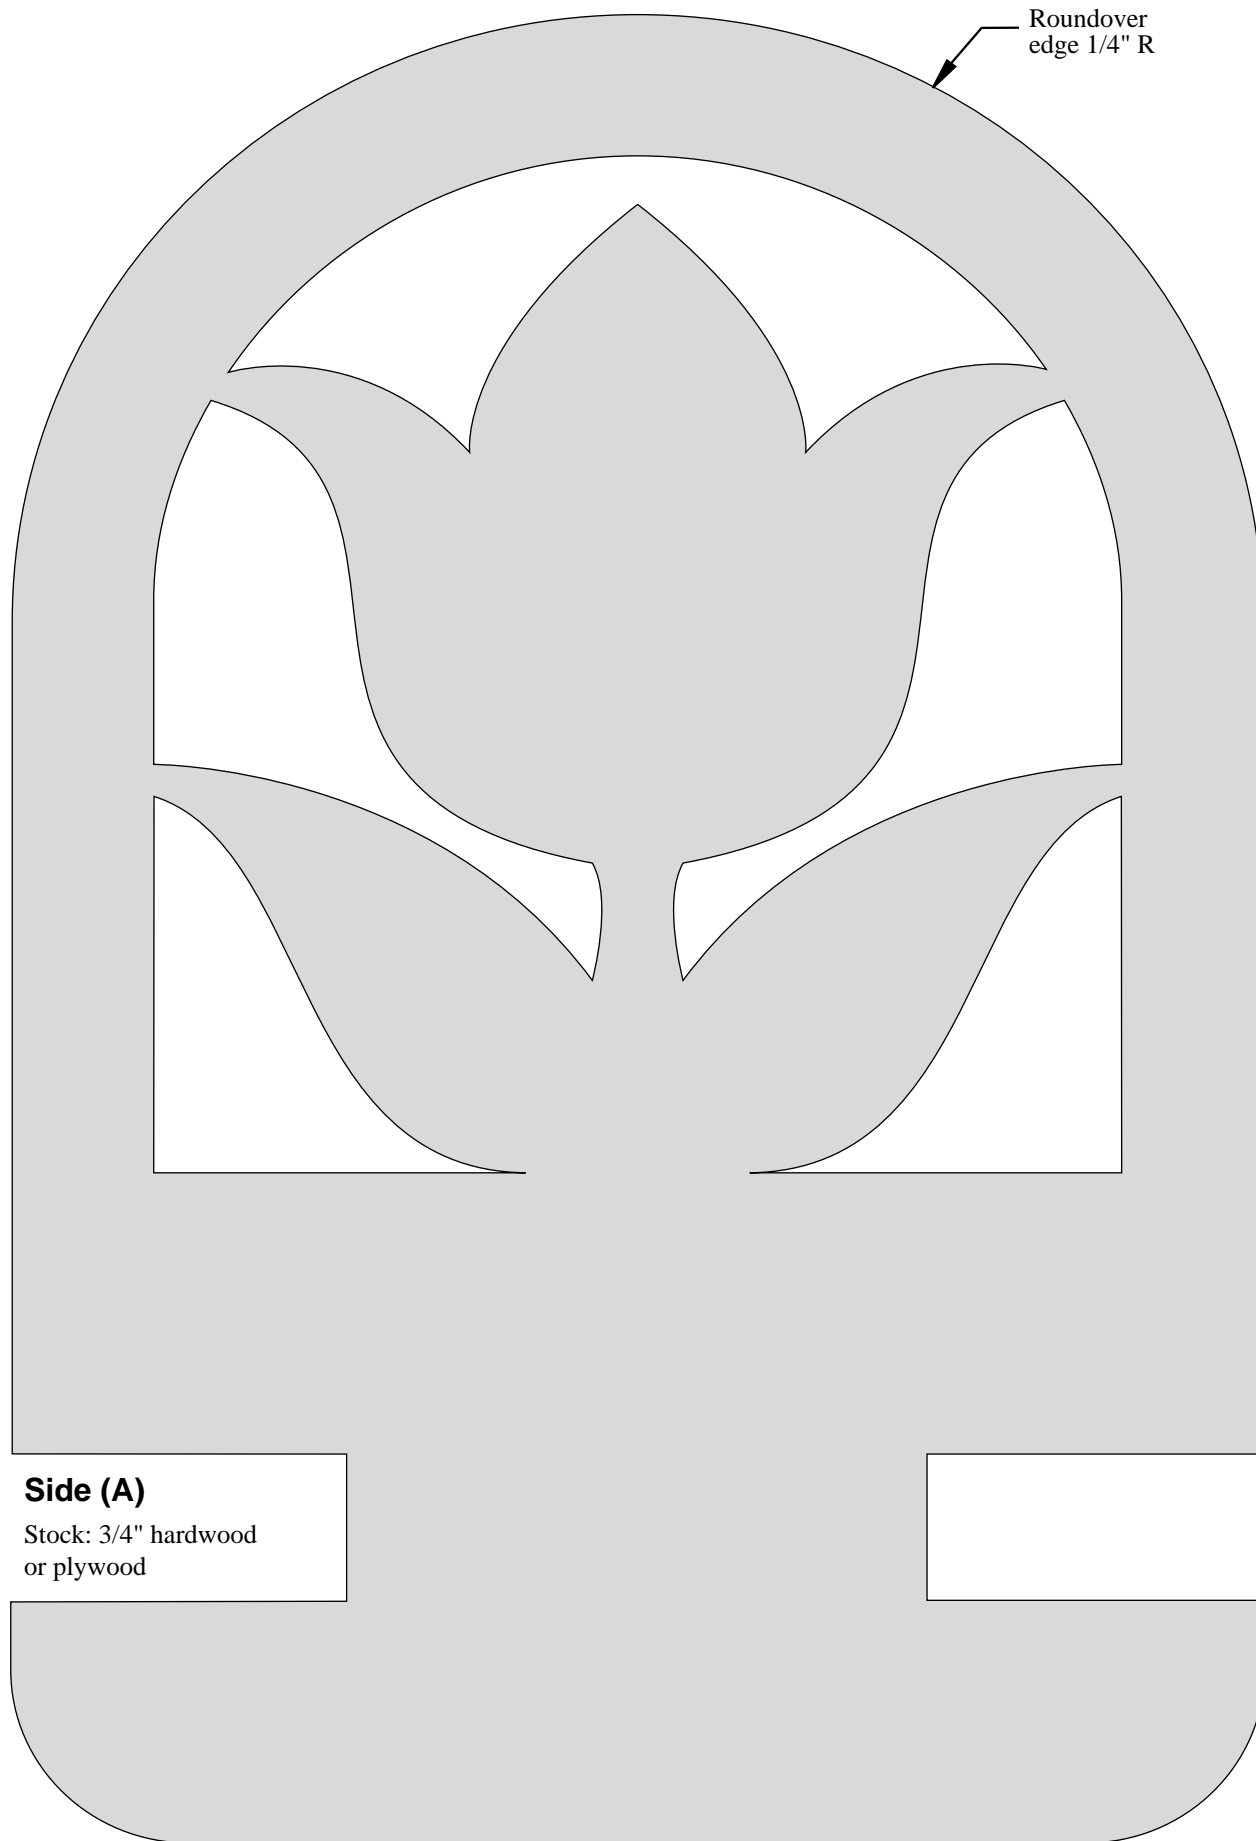 Roundover
edge 1/4" R
Side (A)
Stock: 3/4" hardwood
or plywood